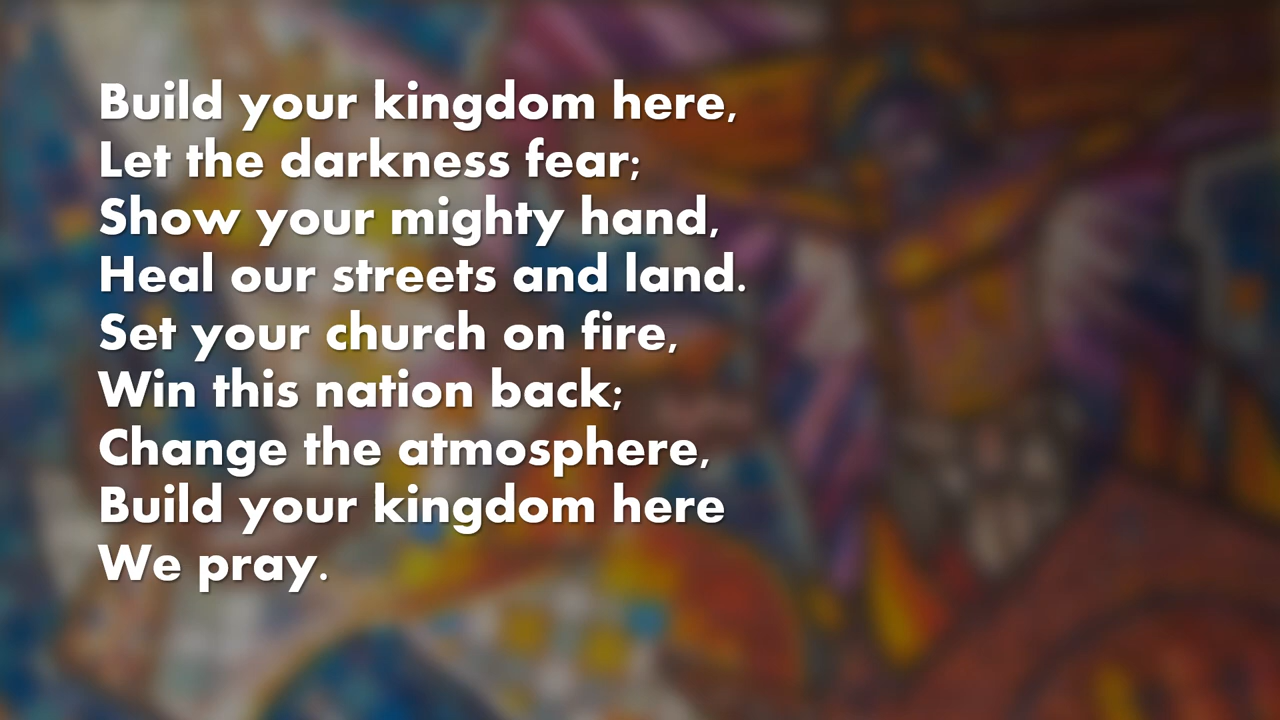 Build your kingdom here,
Let the darkness fear;
Show your mighty hand,
Heal our streets and land.
Set your church on fire,
Win this nation back;
Change the atmosphere,
Build your kingdom here
We pray.